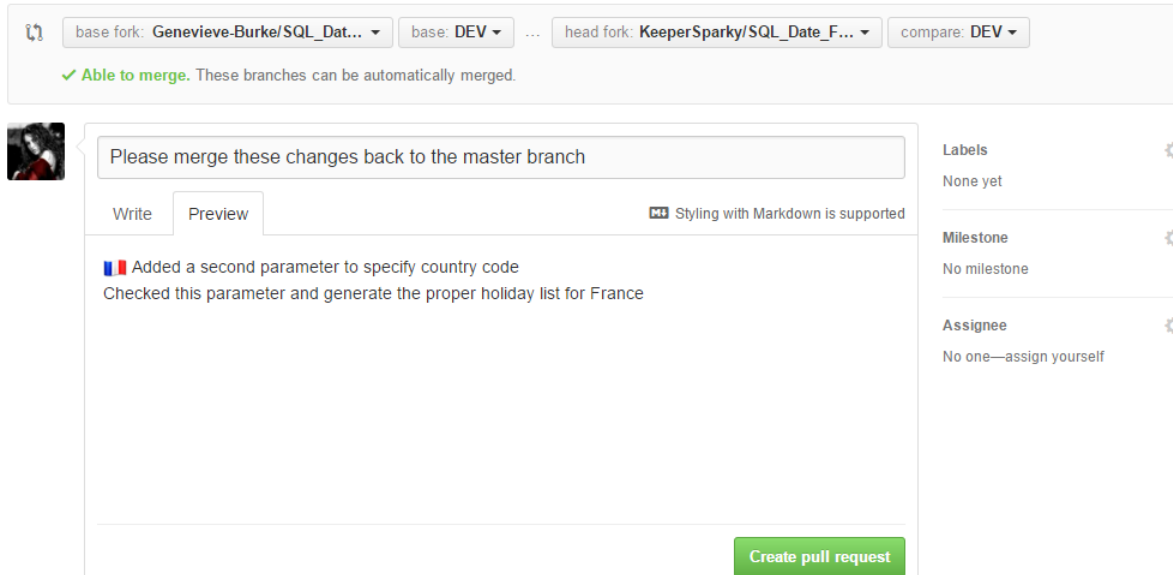 base fork: Genevieve-Burke/SQL_Dat... base: DEV ... head fork: KeeperSparky/SQL_Date_F... compare: DEV
Able to merge. These branches can be automatically merged.
Please merge these changes back to the master branch
Labels
None yet
Write Preview Styling with Markdown is supported
Milestone
No milestone
Added a second parameter to specify country code
Checked this parameter and generate the proper holiday list for France
Assignee
No one—assign yourself
Create pull request